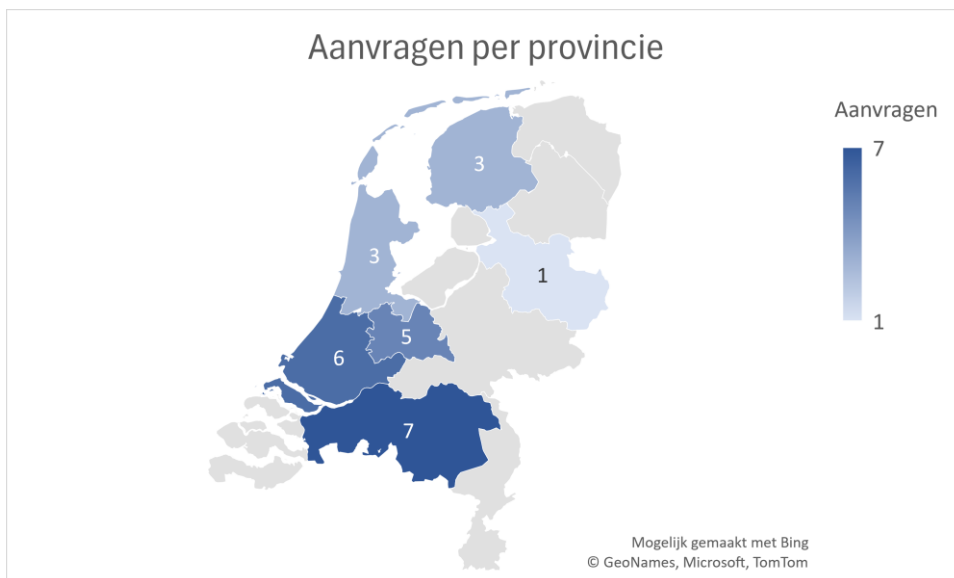 Aanvragen per provincie
Aanvragen
7
3
3
1
1
5
6
7
Mogelijk gemaakt met Bing
© GeoNames, Microsoft, TomTom